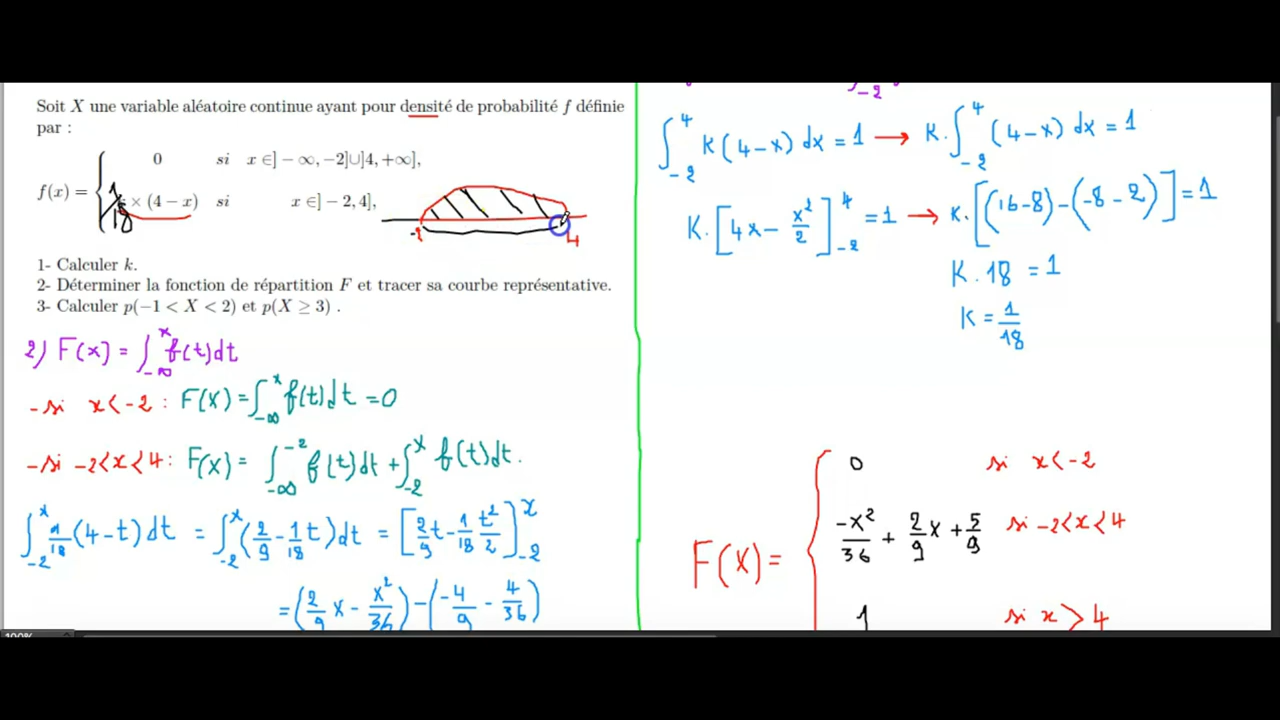 Soit X une variable aléatoire continue ayant pour densité de probabilité f définie
par :
f(x) = { 0 si x ∈] − ∞, −2]∪]4, +∞[,
1/18 × (4 − x) si x ∈] − 2, 4],
-2 4
1- Calculer k.
2- Déterminer la fonction de répartition F et tracer sa courbe représentative.
3- Calculer p(−1 < X < 2) et p(X ≥ 3) .
2) F(x) = ∫_{-∞}^{x} f(t)dt
- si x < -2 : F(x) = ∫_{-∞}^{x} f(t)dt = 0
- si -2 < x < 4 : F(x) = ∫_{-∞}^{-2} f(t)dt + ∫_{-2}^{x} f(t)dt.
∫_{-2}^{x} 1/18 (4-t)dt = ∫_{-2}^{x} (2/9 - 1/18 t)dt = [2/9 t - 1/18 t²/2]_{-2}^{x}
= (2/9 x - x²/36) - (-4/9 - 4/36)
-2
∫_{-2}^{4} K(4-x)dx = 1 → K. ∫_{-2}^{4} (4-x)dx = 1
K. [4x - x²/2]_{-2}^{4} = 1 → K. [(16-8) - (-8-2)] = 1
K. 18 = 1
K = 1/18
F(x) = { 0 si x < -2
-x²/36 + 2/9 x + 5/9 si -2 < x < 4
1 si x > 4
100%